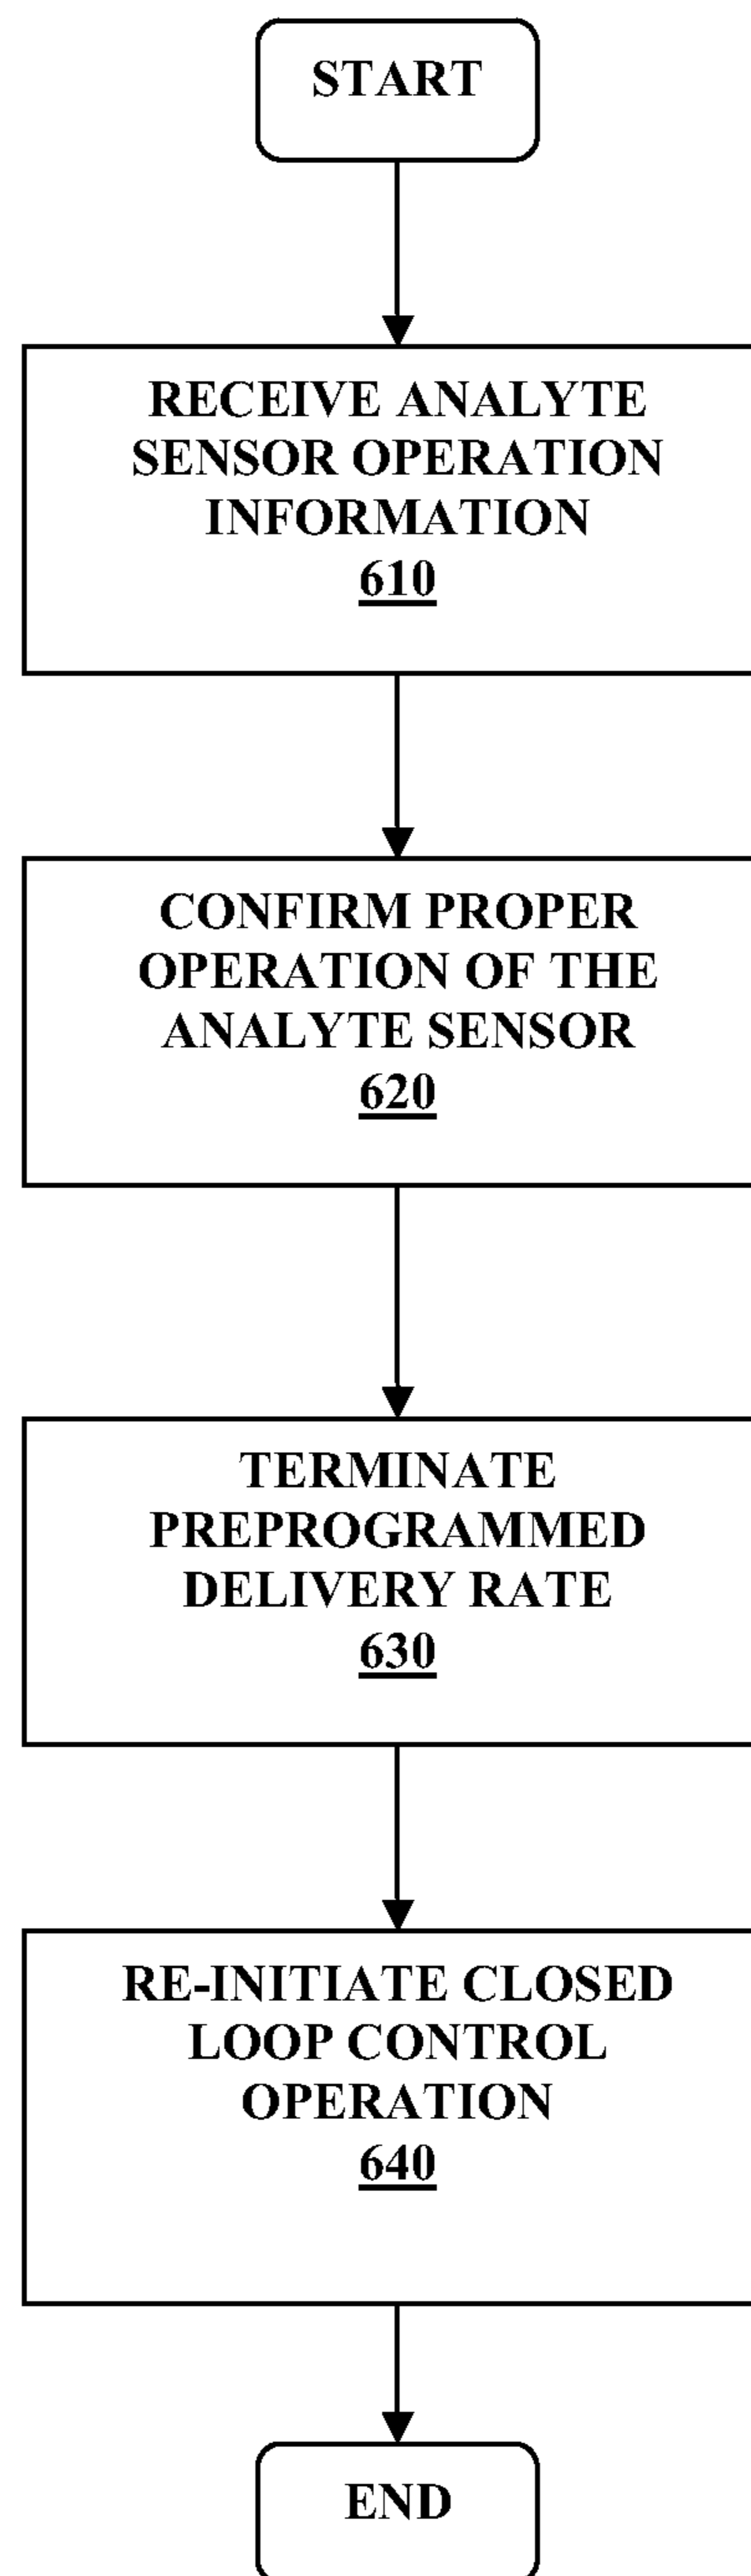 START
RECEIVE ANALYTE
SENSOR OPERATION
INFORMATION
610
CONFIRM PROPER
OPERATION OF THE
ANALYTE SENSOR
620
TERMINATE
PREPROGRAMMED
DELIVERY RATE
630
RE-INITIATE CLOSED
LOOP CONTROL
OPERATION
640
END